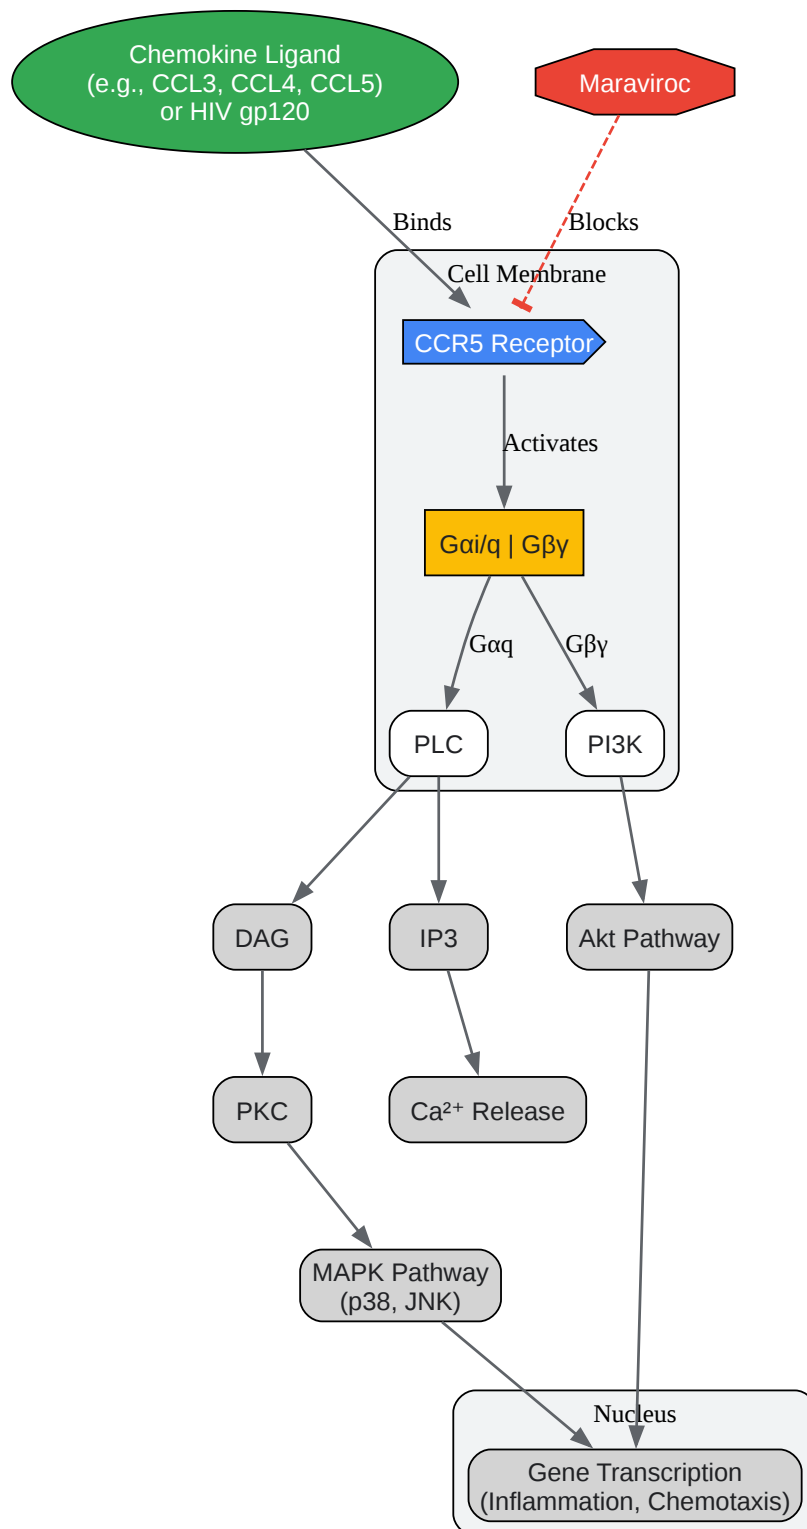 Chemokine Ligand
(e.g., CCL3, CCL4, CCL5)
or HIV gp120
Maraviroc
Binds
Blocks
Cell Membrane
CCR5 Receptor
Activates
Gαi/q | Gβγ
Gαq
Gβγ
PLC
PI3K
DAG
IP3
Akt Pathway
PKC
Ca²⁺ Release
MAPK Pathway
(p38, JNK)
Nucleus
Gene Transcription
(Inflammation, Chemotaxis)